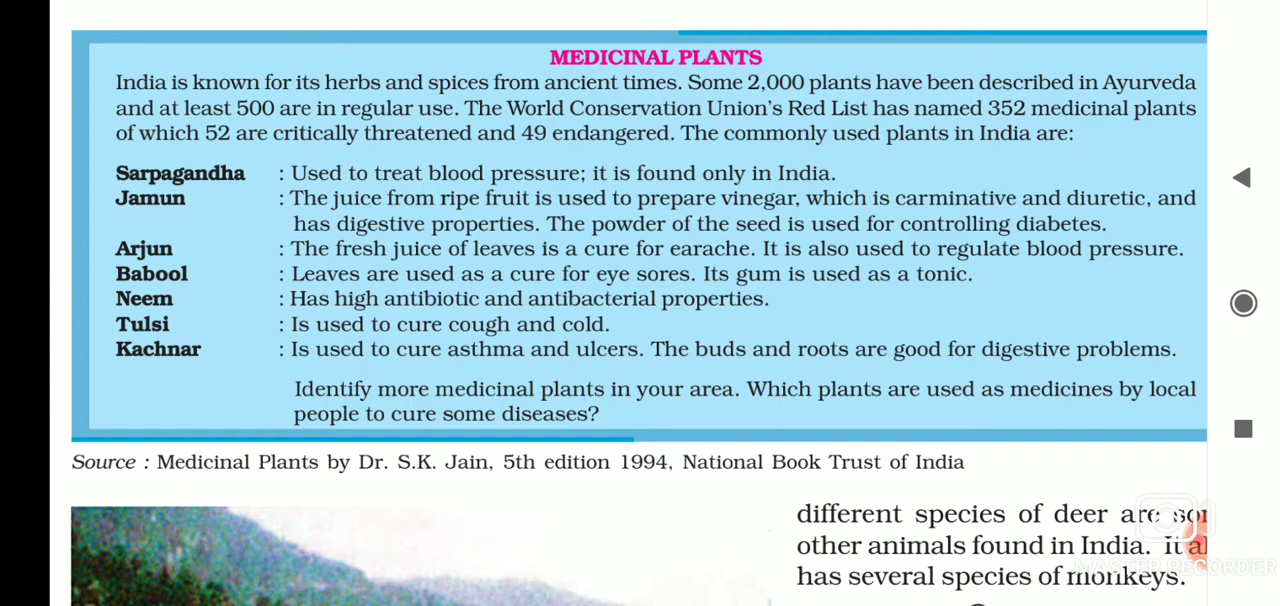 MEDICINAL PLANTS
India is known for its herbs and spices from ancient times. Some 2,000 plants have been described in Ayurveda
and at least 500 are in regular use. The World Conservation Union's Red List has named 352 medicinal plants
of which 52 are critically threatened and 49 endangered. The commonly used plants in India are:
Sarpagandha : Used to treat blood pressure; it is found only in India.
Jamun : The juice from ripe fruit is used to prepare vinegar, which is carminative and diuretic, and
has digestive properties. The powder of the seed is used for controlling diabetes.
Arjun : The fresh juice of leaves is a cure for earache. It is also used to regulate blood pressure.
Babool : Leaves are used as a cure for eye sores. Its gum is used as a tonic.
Neem : Has high antibiotic and antibacterial properties.
Tulsi : Is used to cure cough and cold.
Kachnar : Is used to cure asthma and ulcers. The buds and roots are good for digestive problems.
Identify more medicinal plants in your area. Which plants are used as medicines by local
people to cure some diseases?
Source : Medicinal Plants by Dr. S.K. Jain, 5th edition 1994, National Book Trust of India
different species of deer are
other animals found in India. It
has several species of monkeys.
MASTER RECORDER